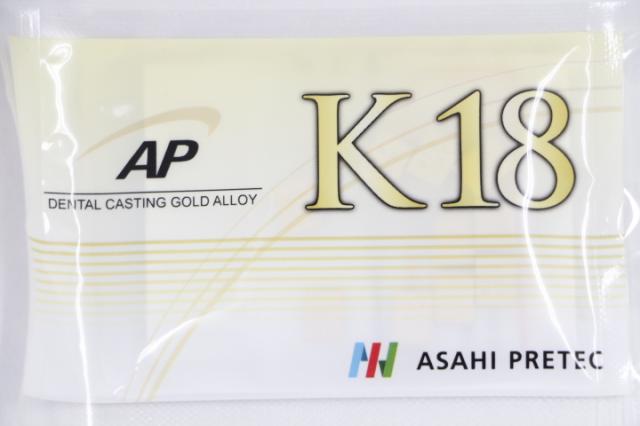 AP
DENTAL CASTING GOLD ALLOY
K18
ASAHI PRETEC